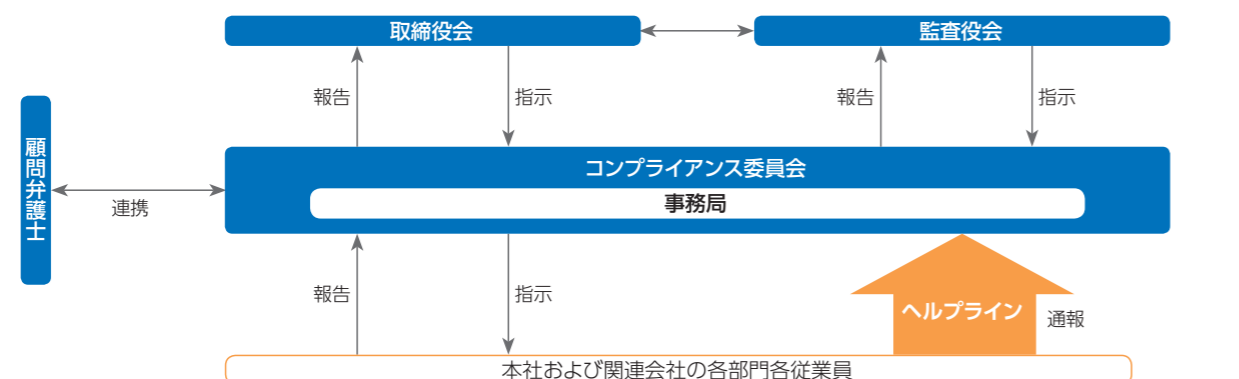 取締役会
監査役会
報告
指示
報告
指示
顧問弁護士
コンプライアンス委員会
連携
事務局
報告
指示
ヘルプライン
通報
本社および関連会社の各部門各従業員